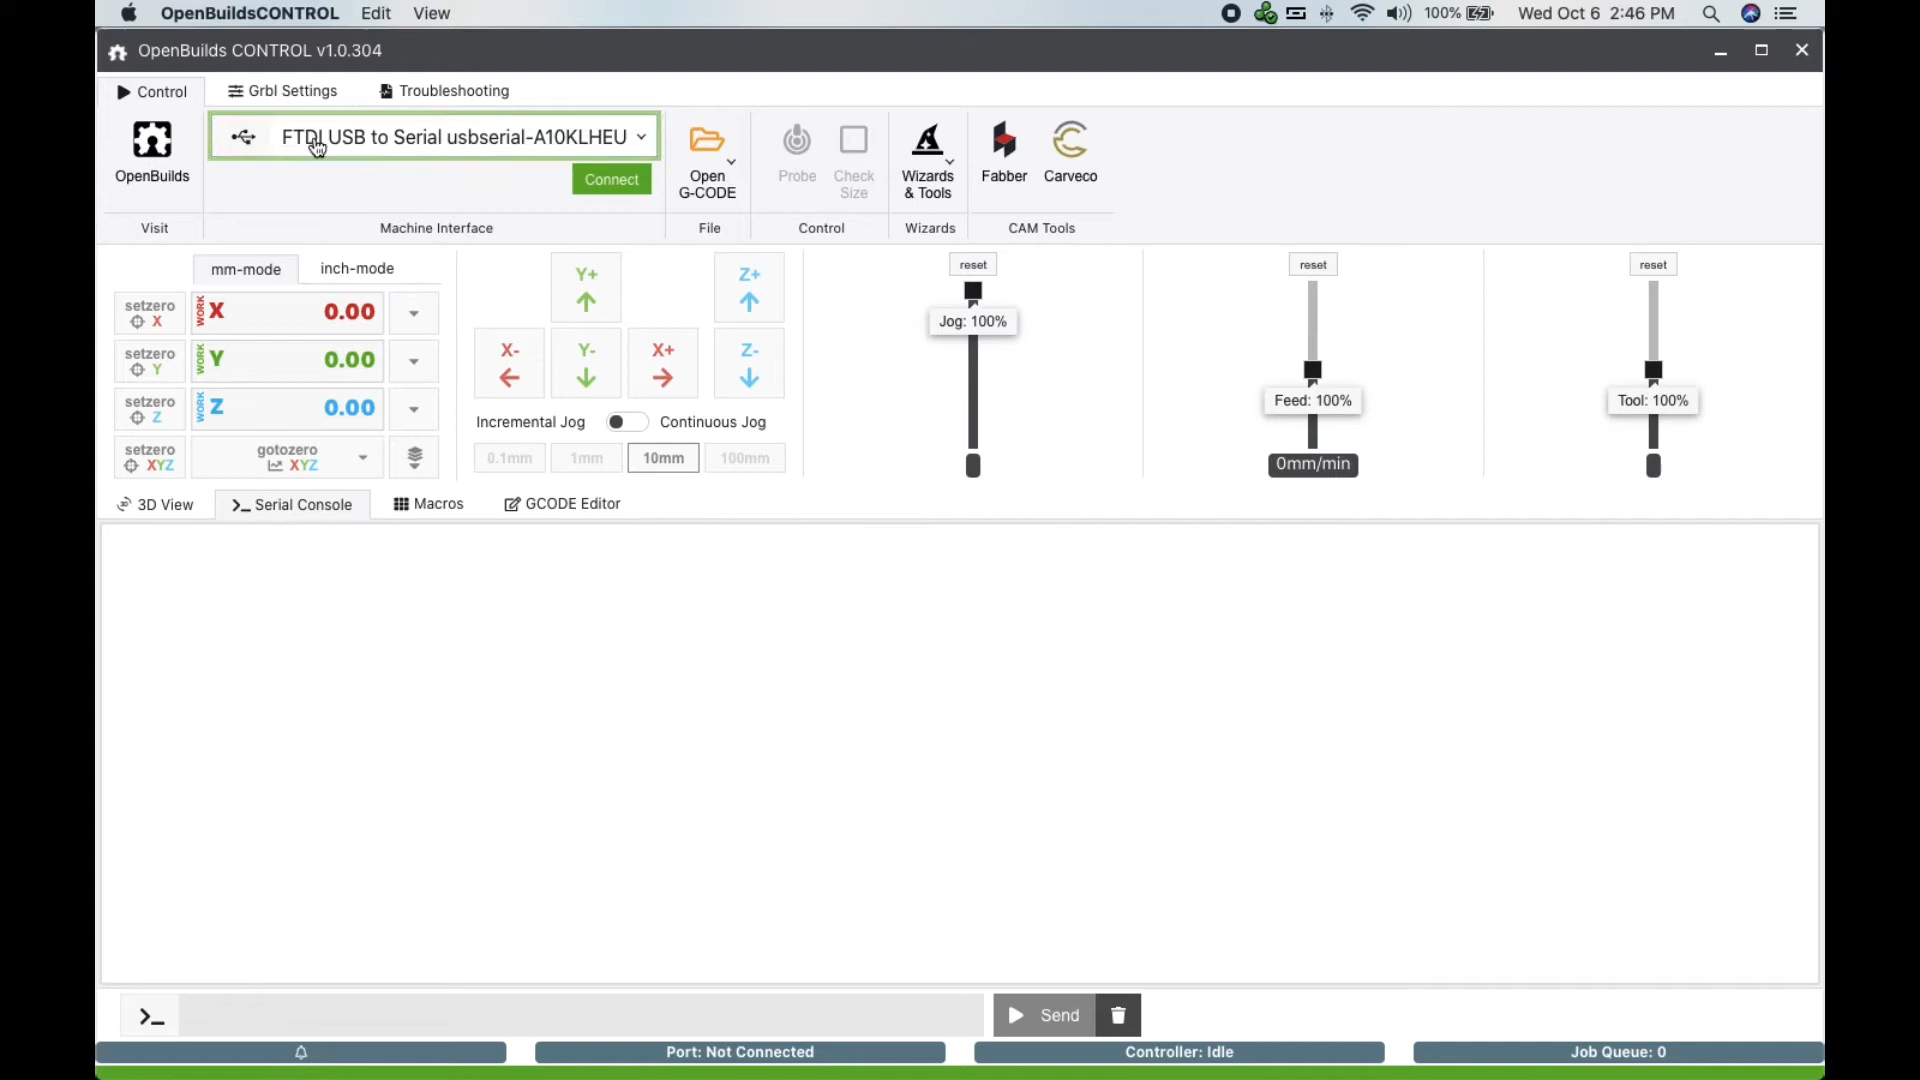 OpenBuildsCONTROL Edit View 100% Wed Oct 6 2:46 PM
OpenBuilds CONTROL v1.0.304
Control Grbl Settings Troubleshooting
FTDI USB to Serial usbserial-A10KLHEU
Connect
OpenBuilds
Open
G-CODE
Probe
Check
Size
Wizards
& Tools
Fabber
Carveco
Visit Machine Interface File Control Wizards CAM Tools
mm-mode inch-mode
setzero
X
WORK X 0.00
setzero
Y
WORK Y 0.00
setzero
Z
WORK Z 0.00
setzero
XYZ
gotozero
XYZ
Y+
Z+
X-
Y-
X+
Z-
Incremental Jog Continuous Jog
0.1mm 1mm 10mm 100mm
reset
Jog: 100%
reset
Feed: 100%
0mm/min
reset
Tool: 100%
3D View Serial Console Macros GCODE Editor
Send
Port: Not Connected Controller: Idle Job Queue: 0